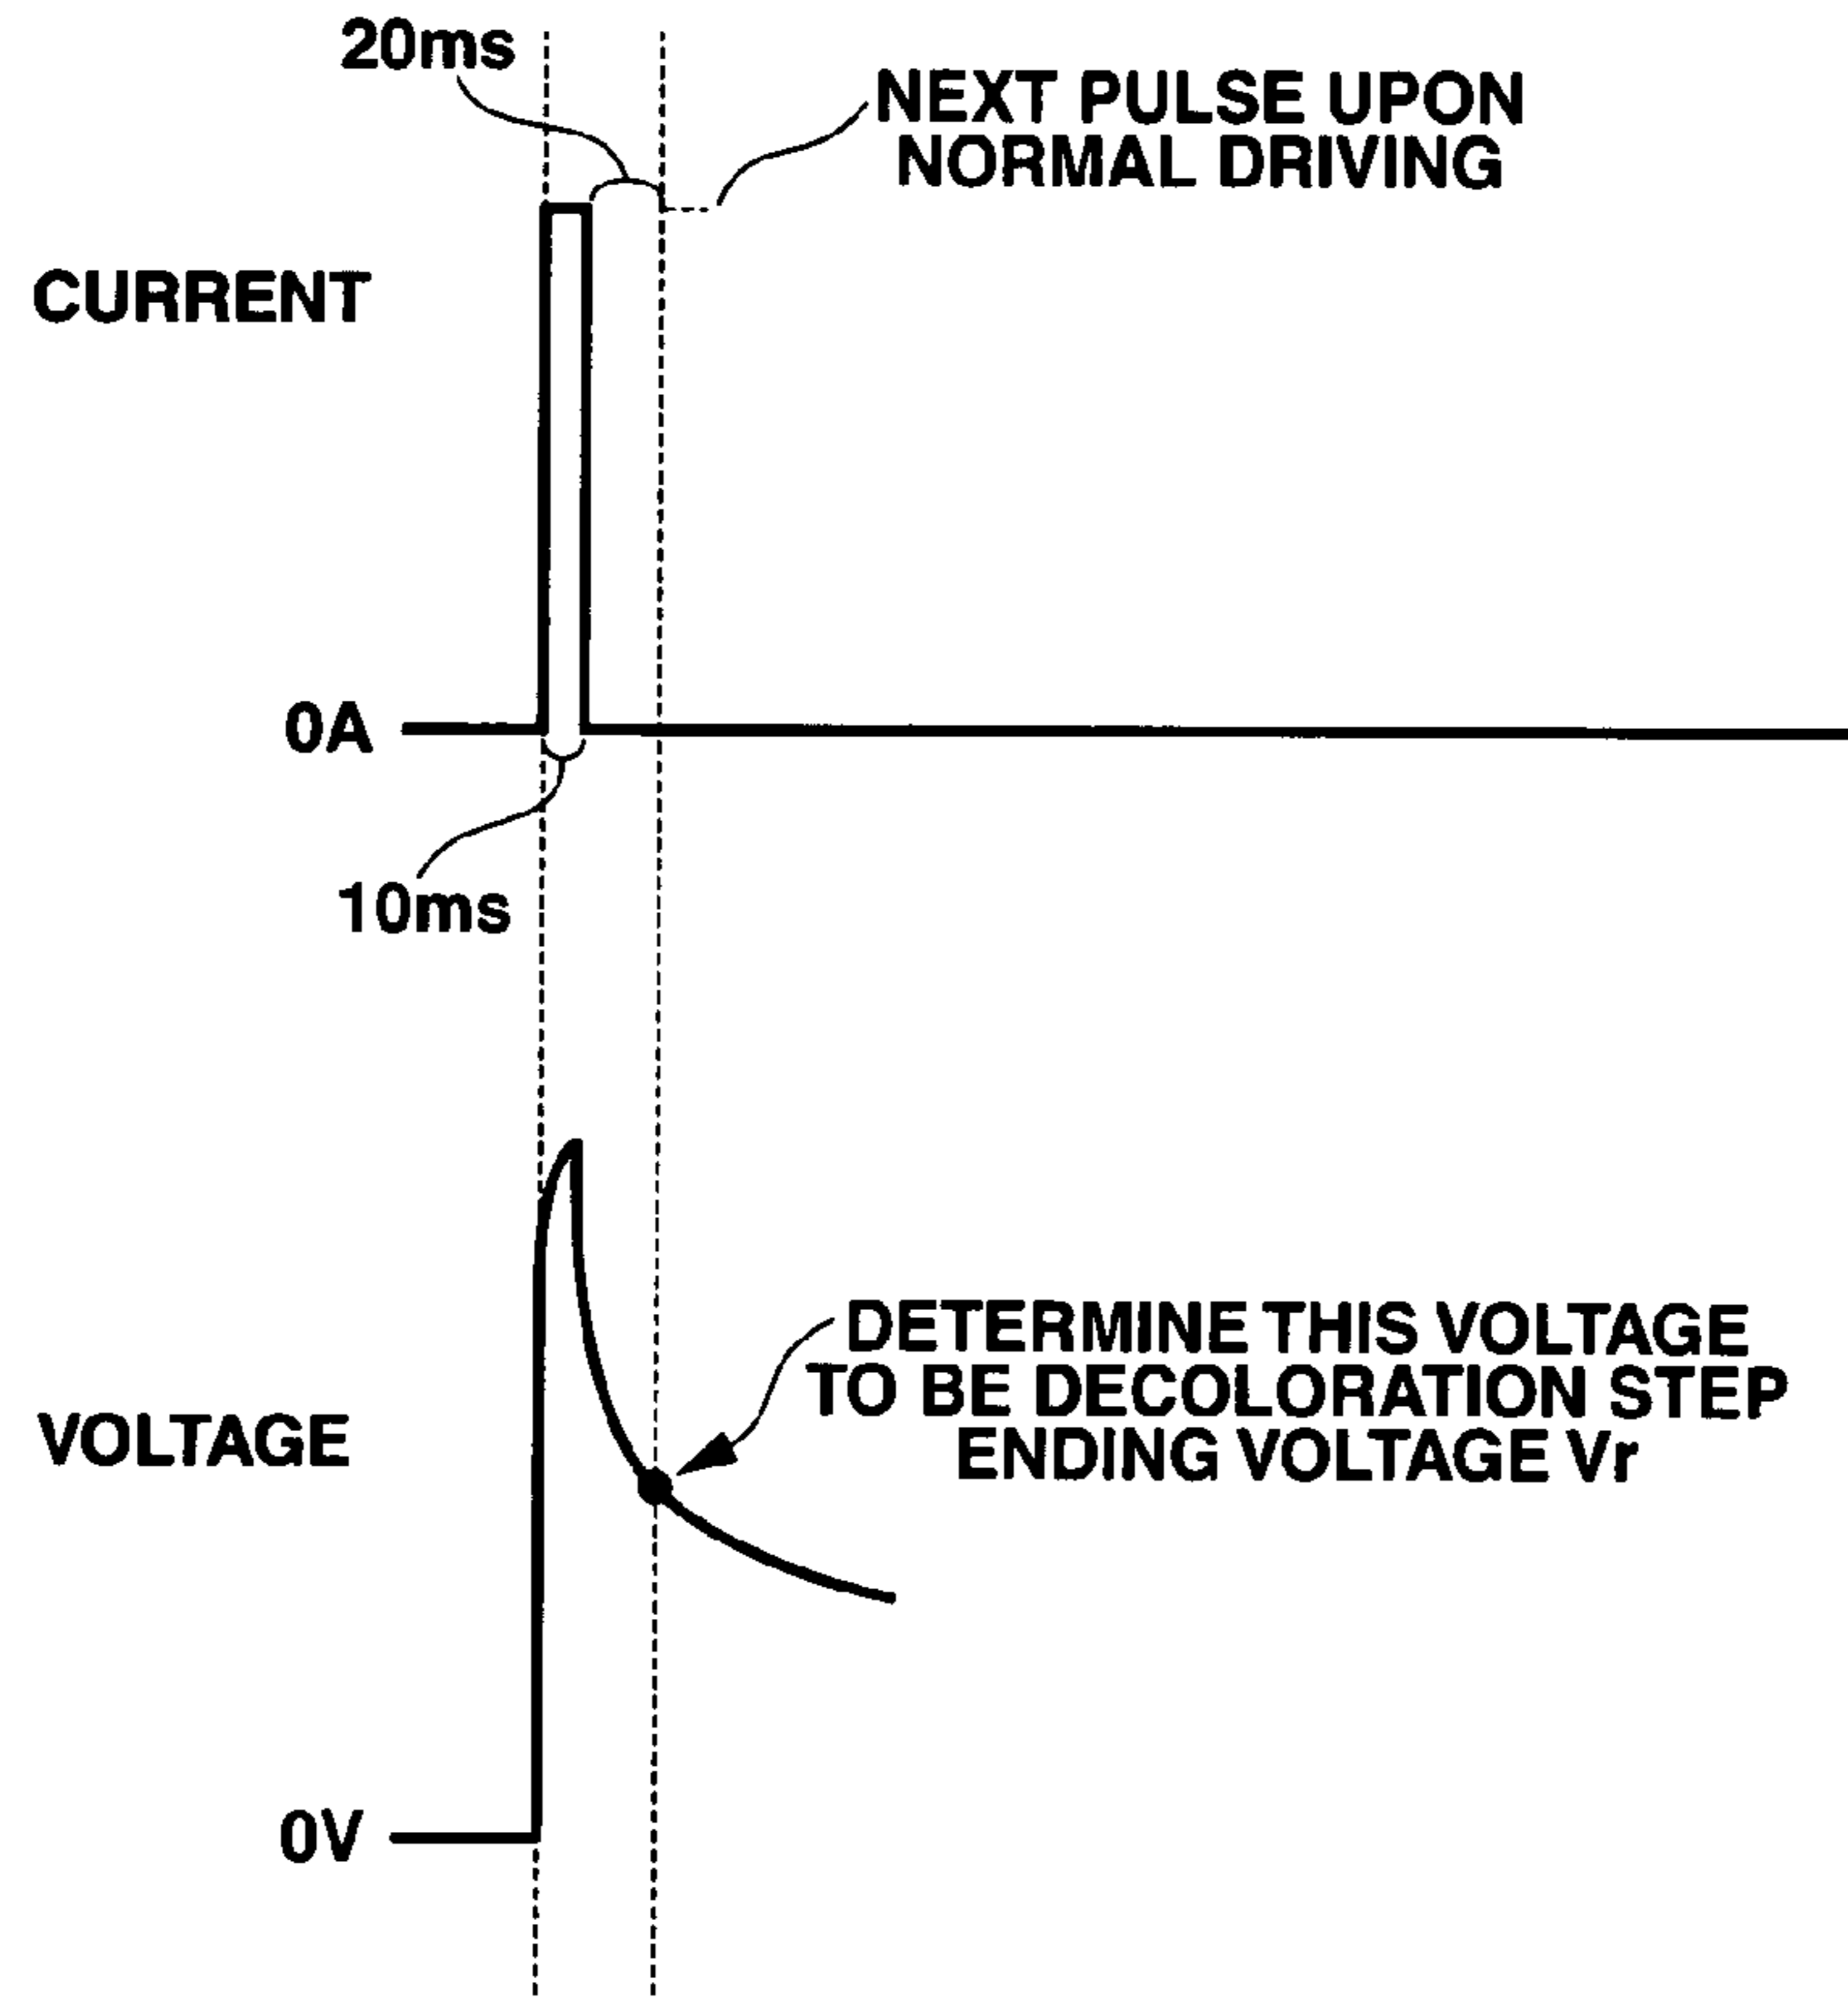 20ms
NEXT PULSE UPON
NORMAL DRIVING
CURRENT
0A
10ms
DETERMINE THIS VOLTAGE
TO BE DECOLORATION STEP
ENDING VOLTAGE Vr
VOLTAGE
0V